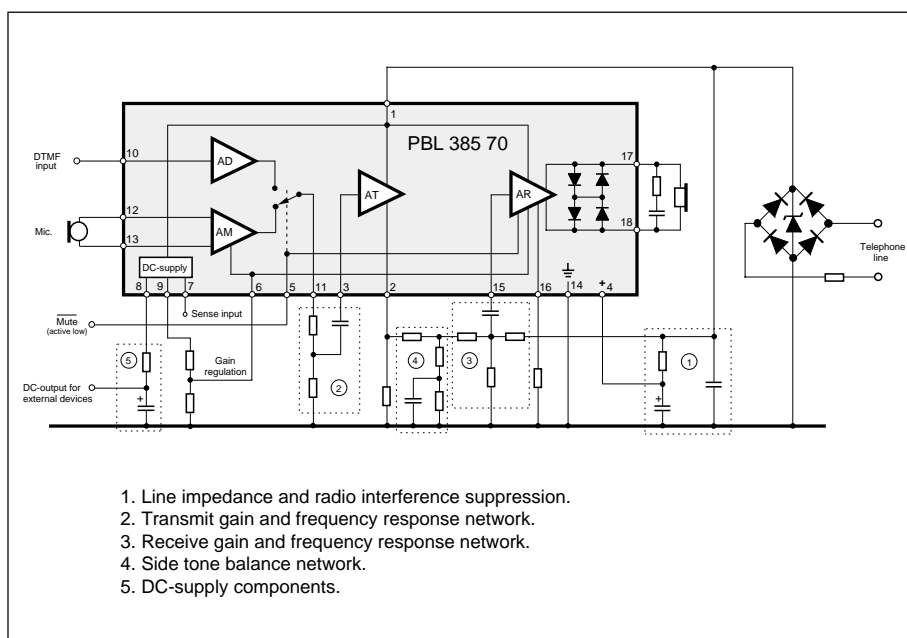 1
PBL 385 70
DTMF
input
10
AD
17
AT
AR
12
Mic.
AM
13
18
Telephone
line
DC-supply
8 9 7 6 5 11 3 2 15 16 14 + 4
Sense input
Mute
(active low)
5
Gain
regulation
2
4
3
1
DC-output for
external devices
+
+
1. Line impedance and radio interference suppression.
2. Transmit gain and frequency response network.
3. Receive gain and frequency response network.
4. Side tone balance network.
5. DC-supply components.